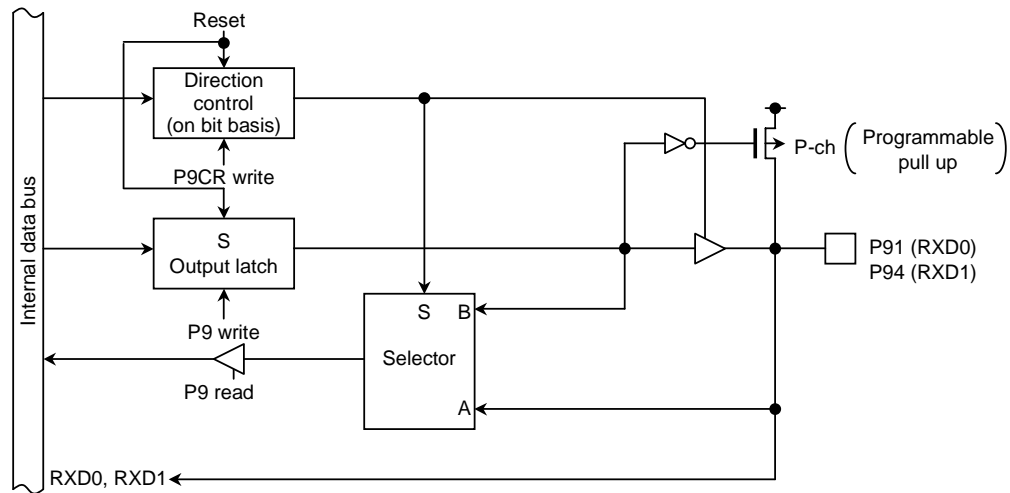 Reset
Direction
control
(on bit basis)
P-ch
Programmable
pull up
P9CR write
Internal data bus
S
Output latch
P91 (RXD0)
P94 (RXD1)
S B
P9 write
Selector
P9 read
A
RXD0, RXD1